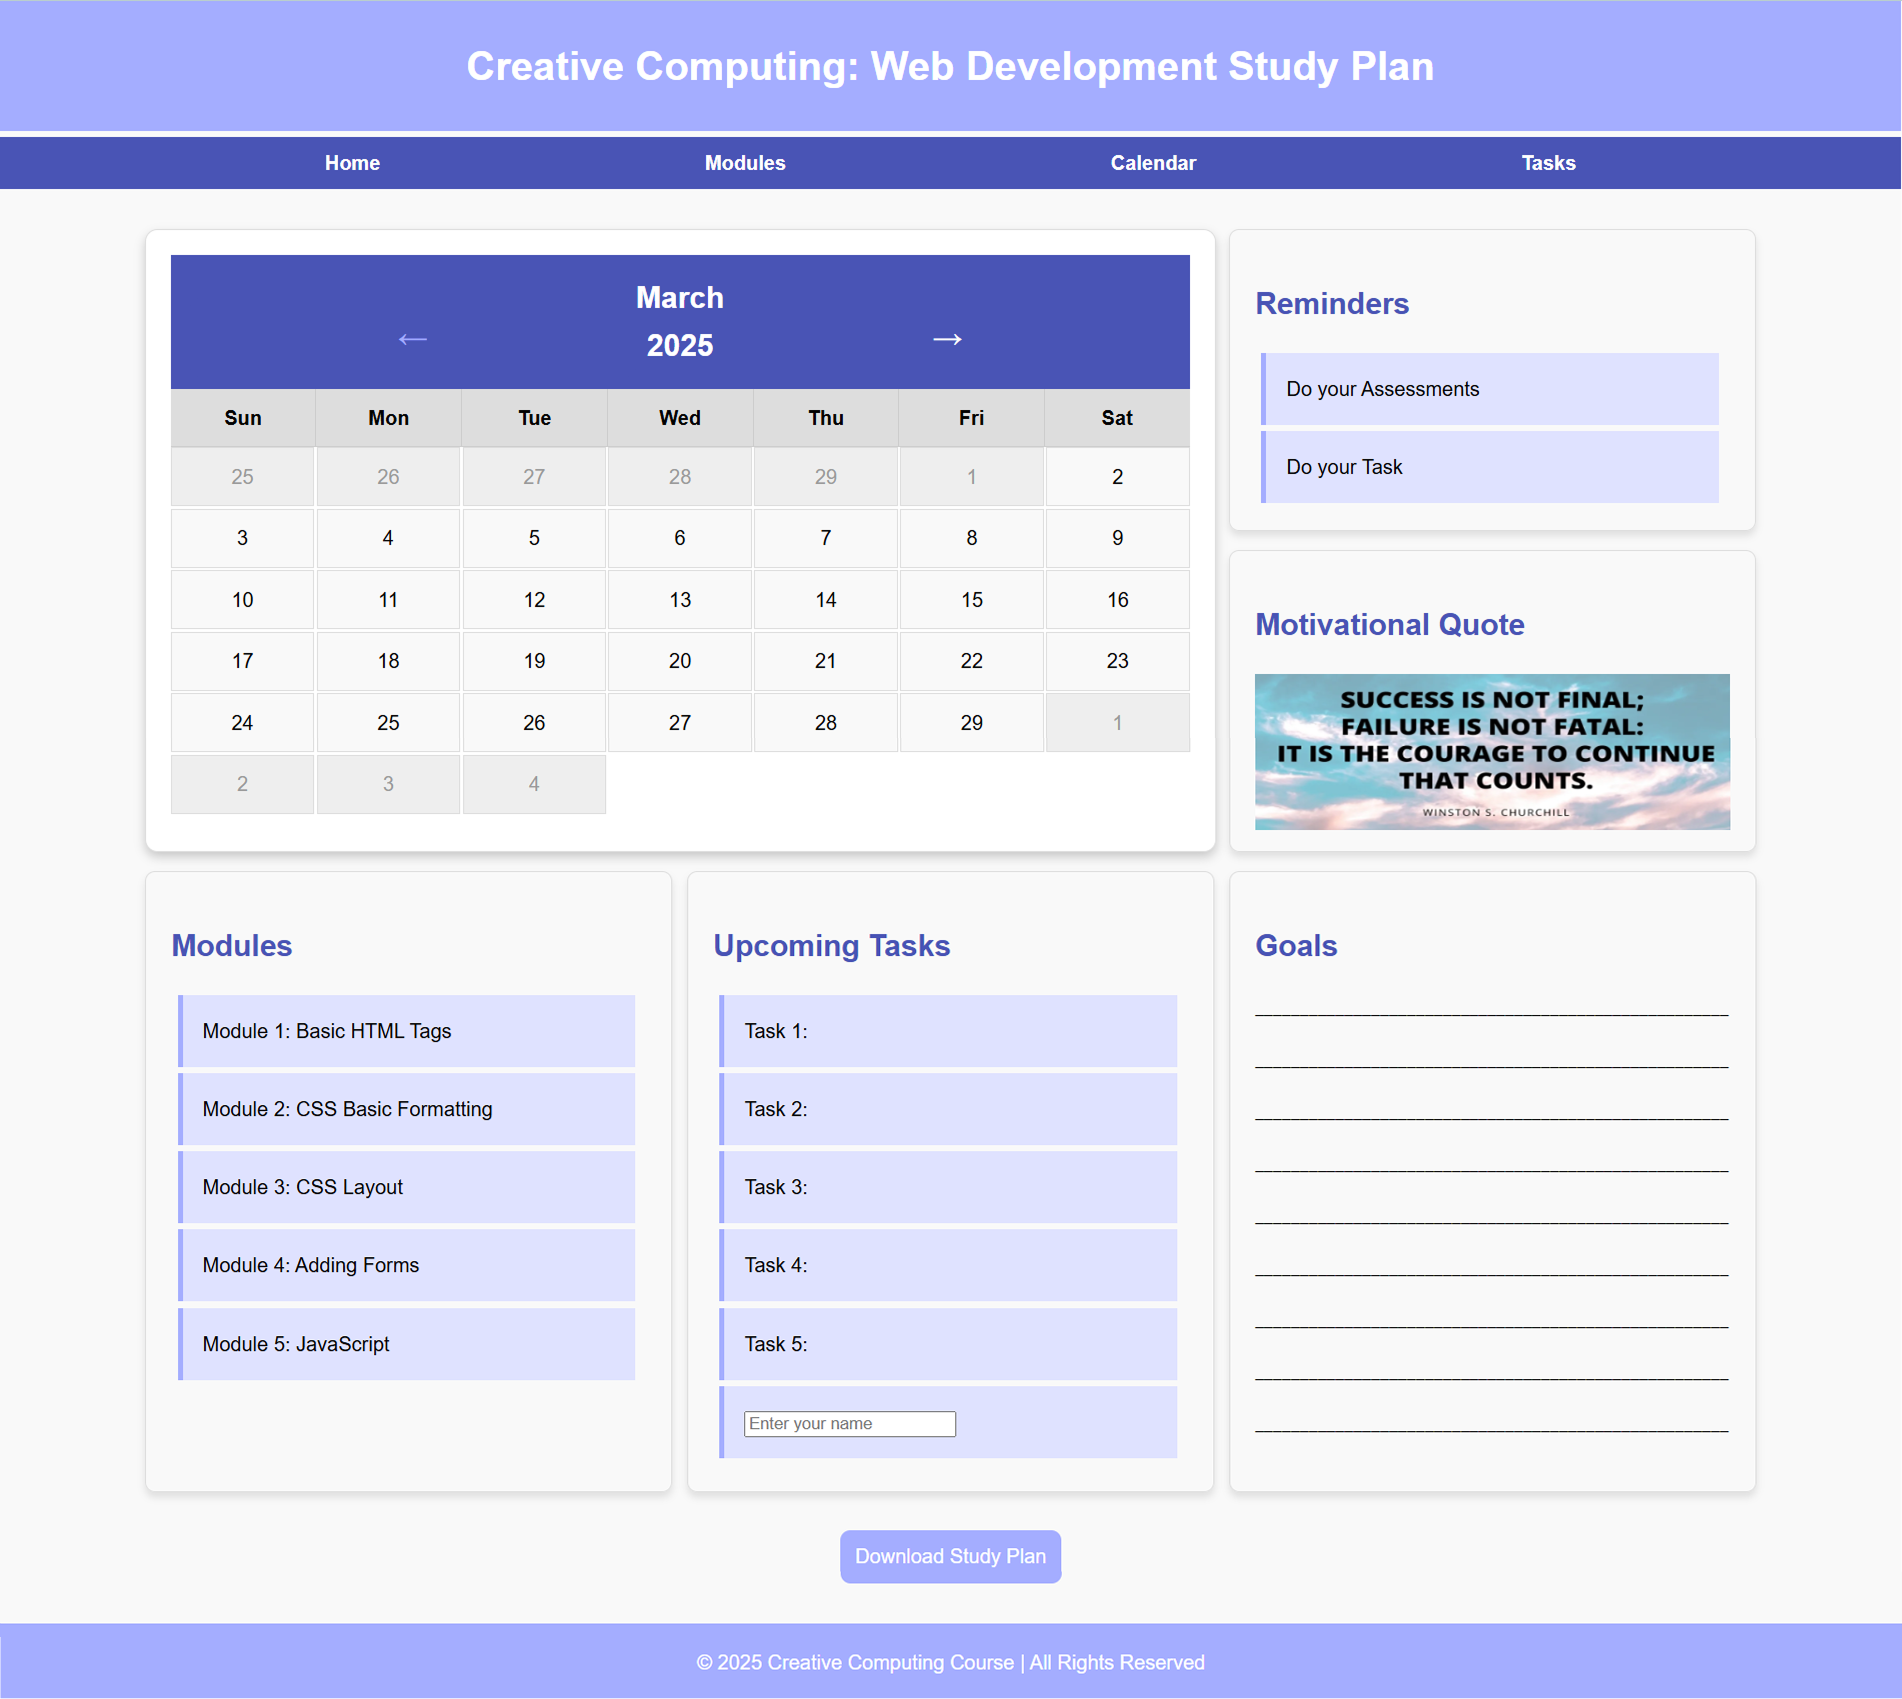 Creative Computing: Web Development Study Plan
Home Modules Calendar Tasks
March
← 2025 →
Sun Mon Tue Wed Thu Fri Sat
25 26 27 28 29 1 2
3 4 5 6 7 8 9
10 11 12 13 14 15 16
17 18 19 20 21 22 23
24 25 26 27 28 29 1
2 3 4
Reminders
Do your Assessments
Do your Task
Motivational Quote
SUCCESS IS NOT FINAL;
FAILURE IS NOT FATAL:
IT IS THE COURAGE TO CONTINUE
THAT COUNTS.
WINSTON S. CHURCHILL
Modules
Module 1: Basic HTML Tags
Module 2: CSS Basic Formatting
Module 3: CSS Layout
Module 4: Adding Forms
Module 5: JavaScript
Upcoming Tasks
Task 1:
Task 2:
Task 3:
Task 4:
Task 5:
Enter your name
Goals
Download Study Plan
© 2025 Creative Computing Course | All Rights Reserved